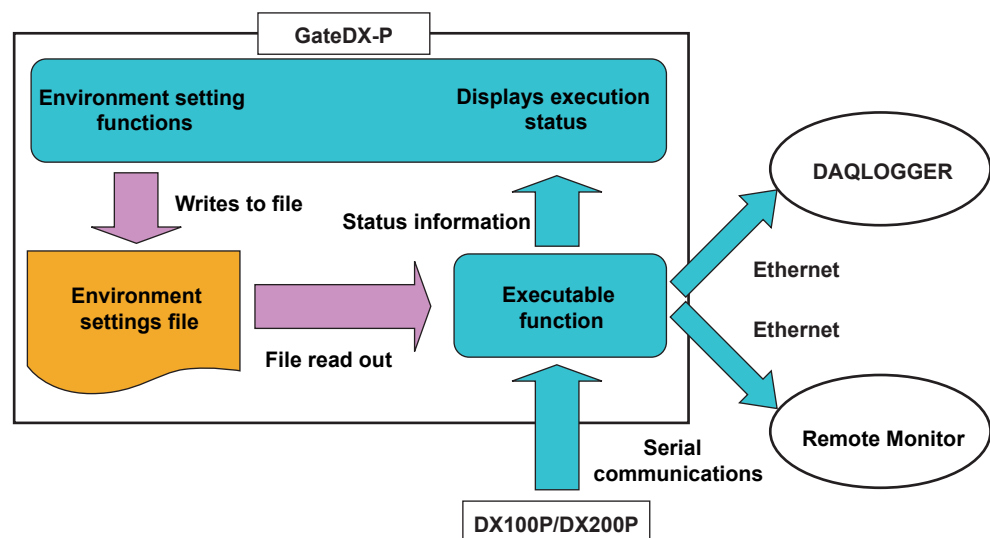 GateDX-P
Environment setting
functions
Displays execution
status
Writes to file
Status information
DAQLOGGER
Ethernet
Environment
settings file
Executable
function
Ethernet
File read out
Remote Monitor
Serial
communications
DX100P/DX200P